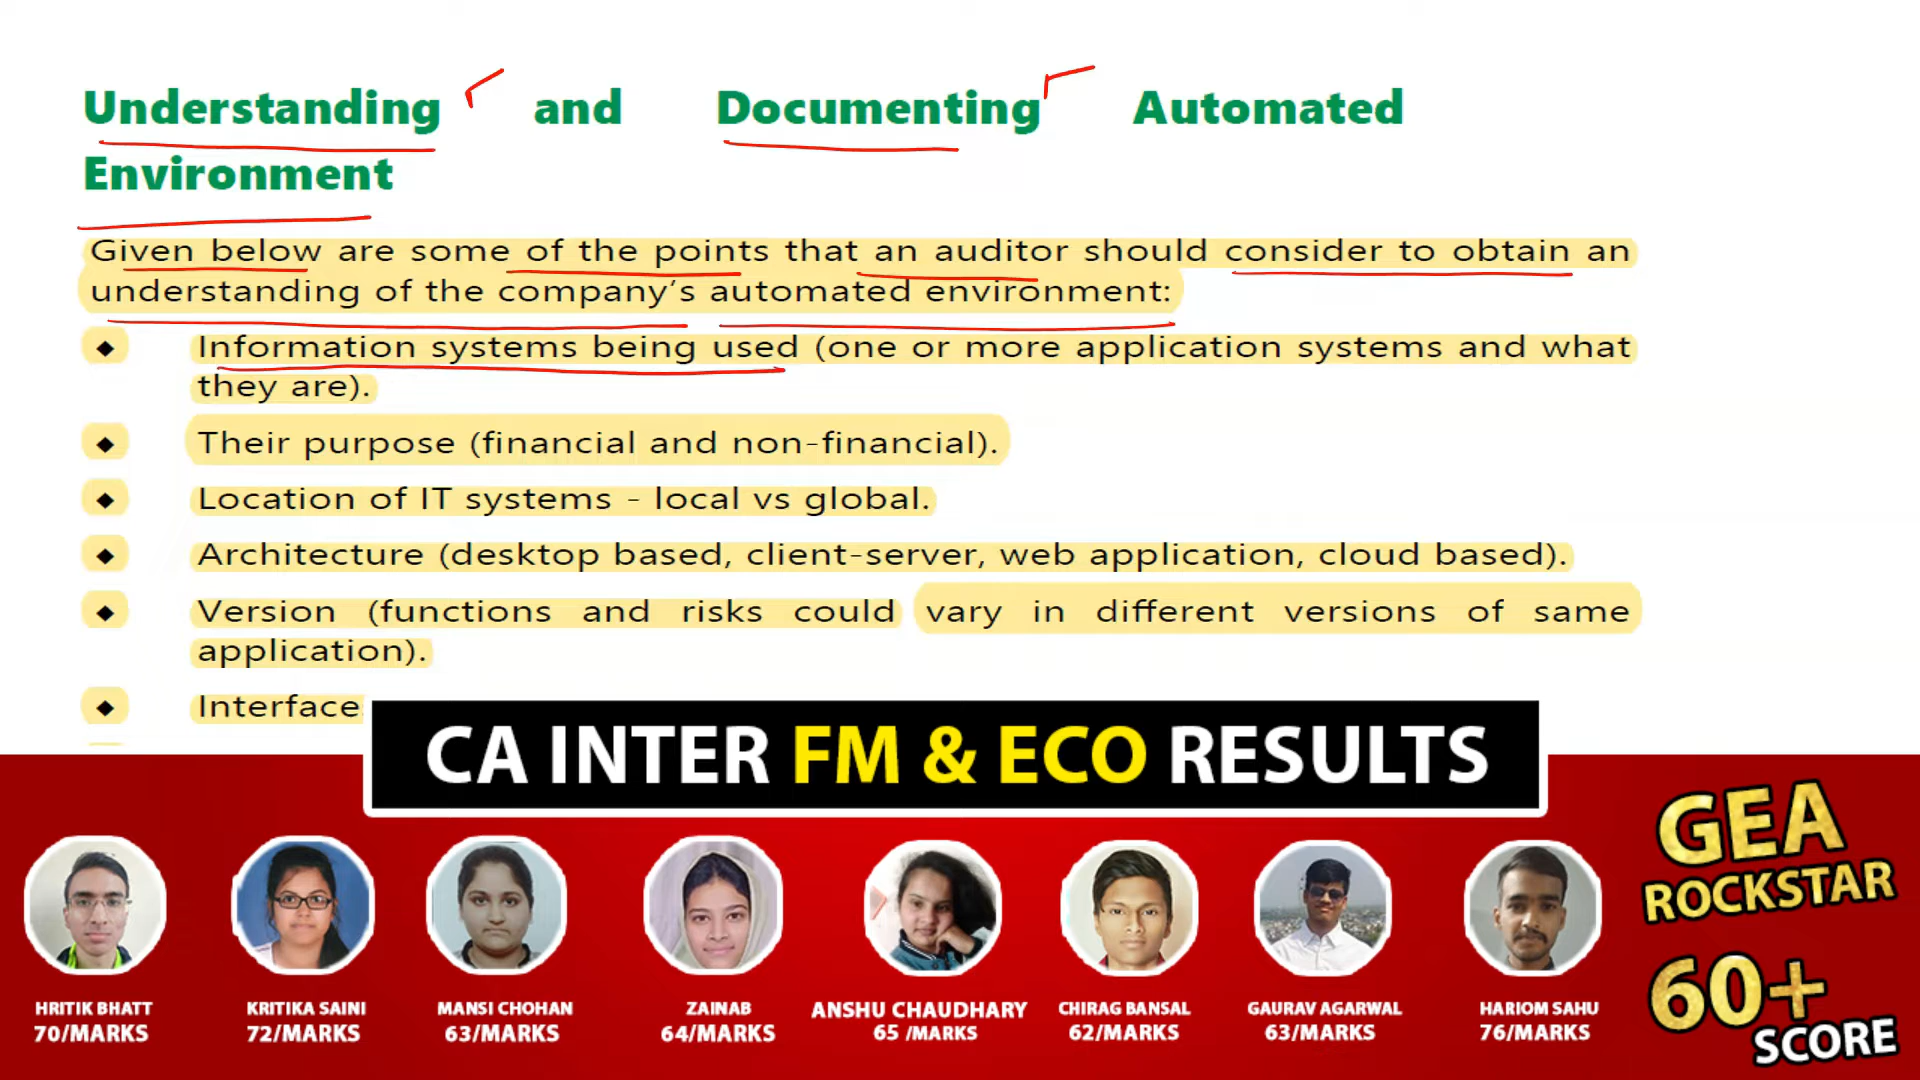 Understanding and Documenting Automated
Environment
Given below are some of the points that an auditor should consider to obtain an
understanding of the company's automated environment:
◆ Information systems being used (one or more application systems and what
they are).
◆ Their purpose (financial and non-financial).
◆ Location of IT systems - local vs global.
◆ Architecture (desktop based, client-server, web application, cloud based).
◆ Version (functions and risks could vary in different versions of same
application).
◆ Interface
CA INTER FM & ECO RESULTS
GEA
ROCKSTAR
60+
SCORE
HRITIK BHATT
70/MARKS
KRITIKA SAINI
72/MARKS
MANSI CHOHAN
63/MARKS
ZAINAB
64/MARKS
ANSHU CHAUDHARY
65 /MARKS
CHIRAG BANSAL
62/MARKS
GAURAV AGARWAL
63/MARKS
HARIOM SAHU
76/MARKS